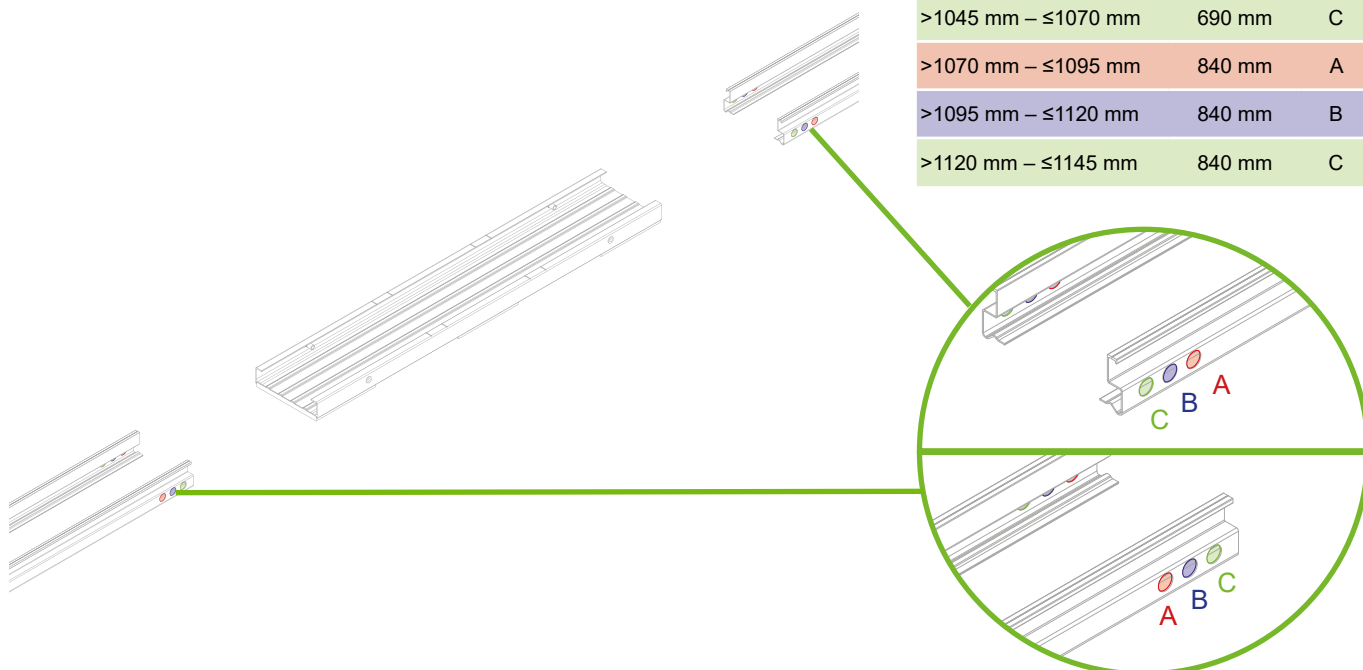 >1045 mm – ≤1070 mm 690 mm C
>1070 mm – ≤1095 mm 840 mm A
>1095 mm – ≤1120 mm 840 mm B
>1120 mm – ≤1145 mm 840 mm C
A
B
C
C
B
A